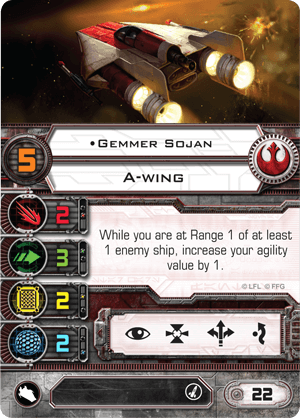 •Gemmer Sojan
5
A-wing
2
3
2
2
While you are at Range 1 of at least
1 enemy ship, increase your agility
value by 1.
© LFL © FFG
22